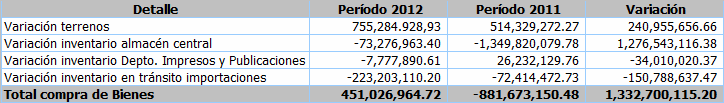 Detalle Período 2012 Período 2011 Variación
Variación terrenos 755,284.928,93 514,329,272.27 240,955,656.66
Variación inventario almacén central -73,276,963.40 -1,349,820,079.78 1,276,543,116.38
Variación inventario Depto. Impresos y Publicaciones -7,777,890.61 26,232,129.76 -34,010,020.37
Variación inventario en tránsito importaciones -223,203,110.20 -72,414,472.73 -150,788,637.47
Total compra de Bienes 451,026,964.72 -881,673,150.48 1,332,700,115.20